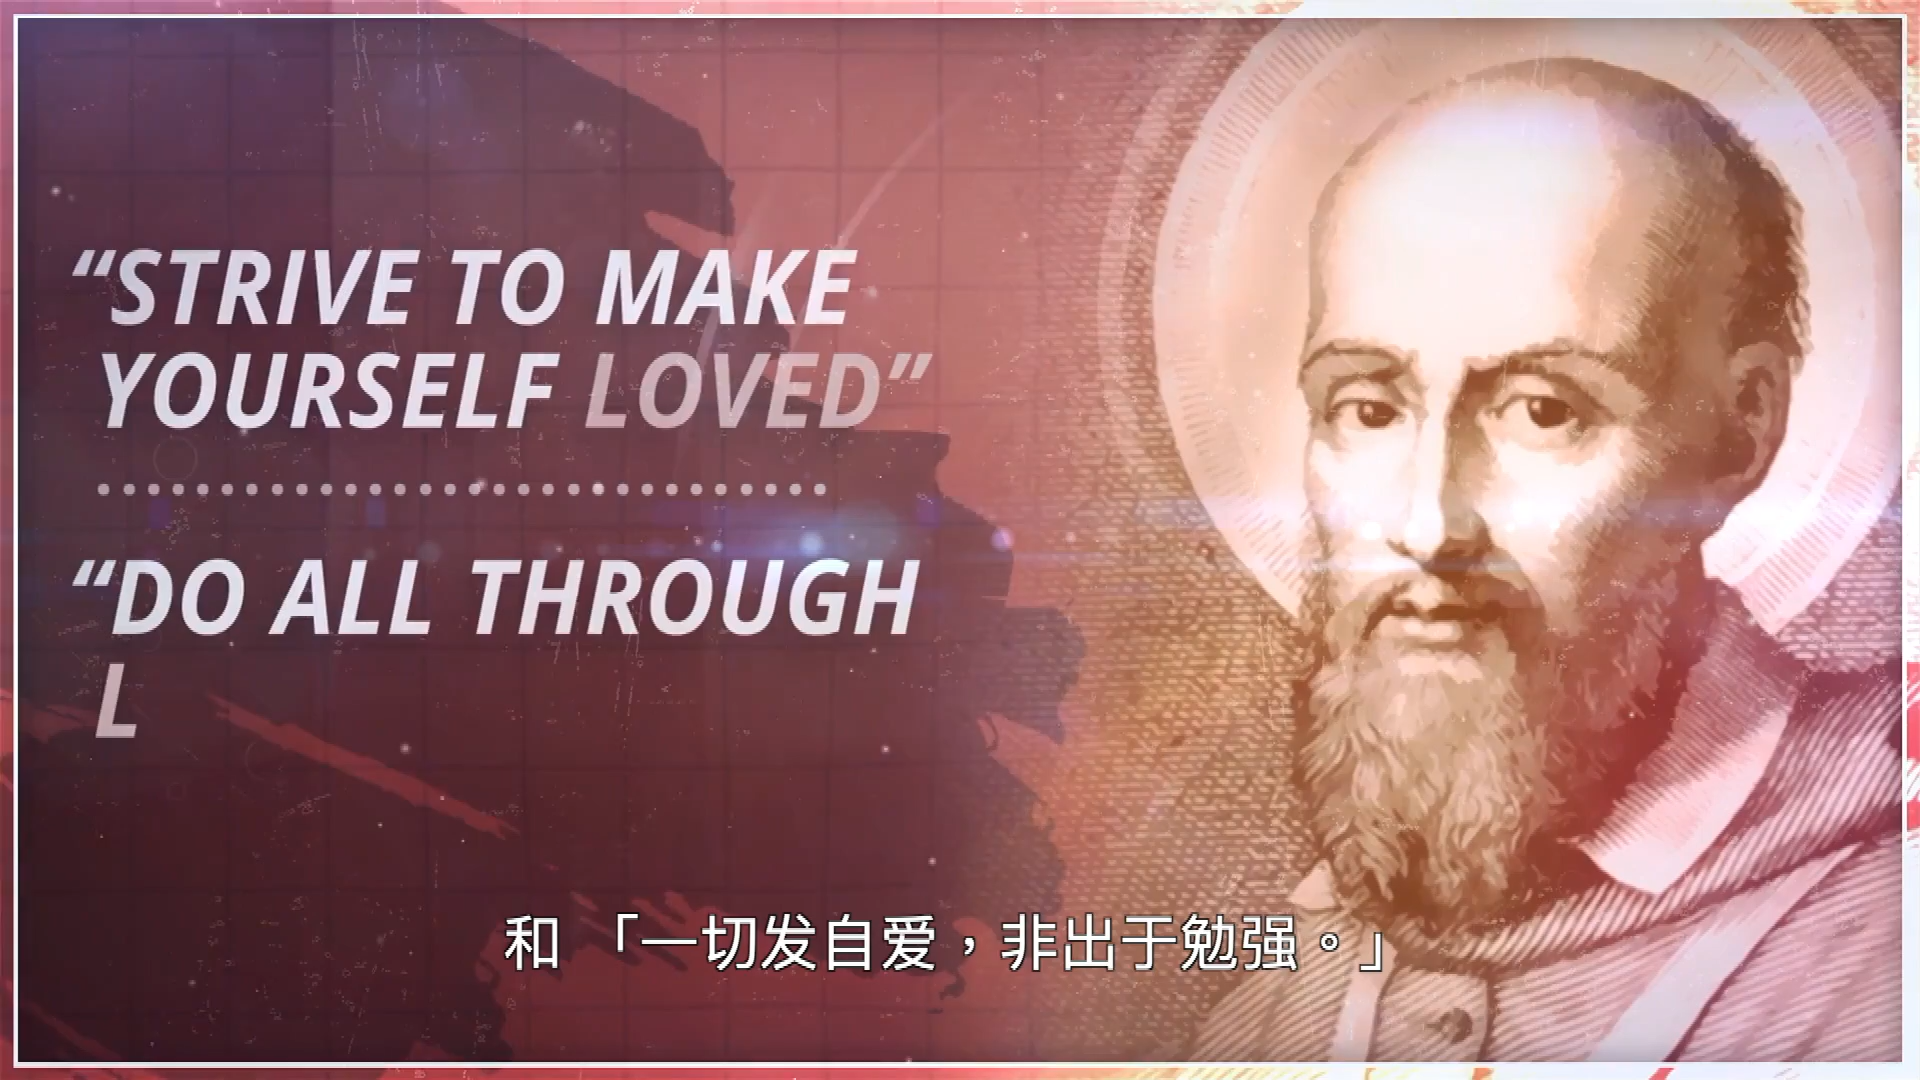 “STRIVE TO MAKE
YOURSELF LOVED”
“DO ALL THROUGH
L
和 「一切发自爱，非出于勉强。」